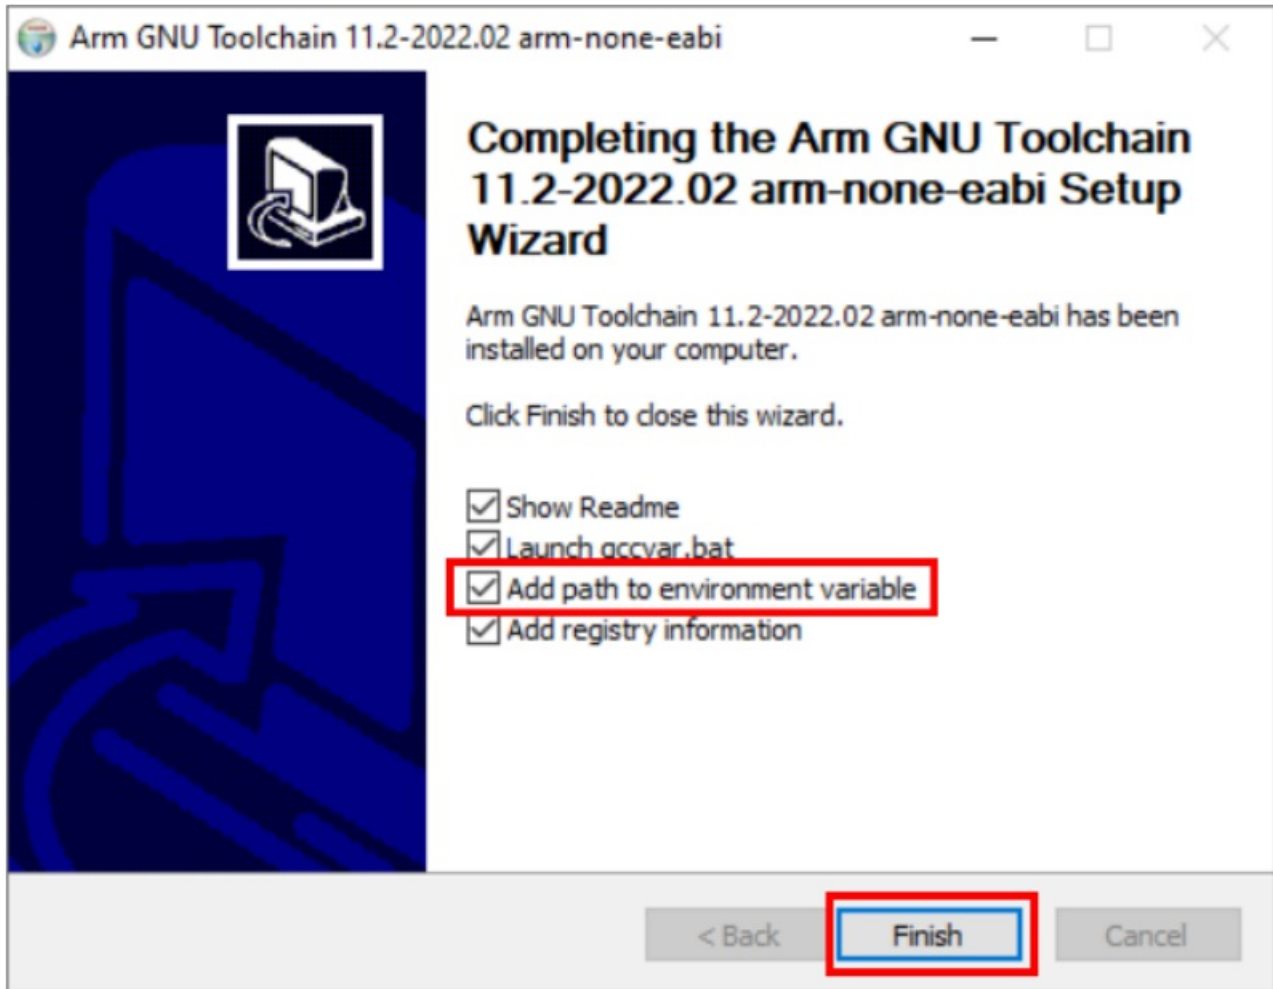 Arm GNU Toolchain 11.2-2022.02 arm-none-eabi
Completing the Arm GNU Toolchain
11.2-2022.02 arm-none-eabi Setup
Wizard
Arm GNU Toolchain 11.2-2022.02 arm-none-eabi has been
installed on your computer.
Click Finish to close this wizard.
Show Readme
Launch gccvar.bat
Add path to environment variable
Add registry information
< Back
Finish
Cancel